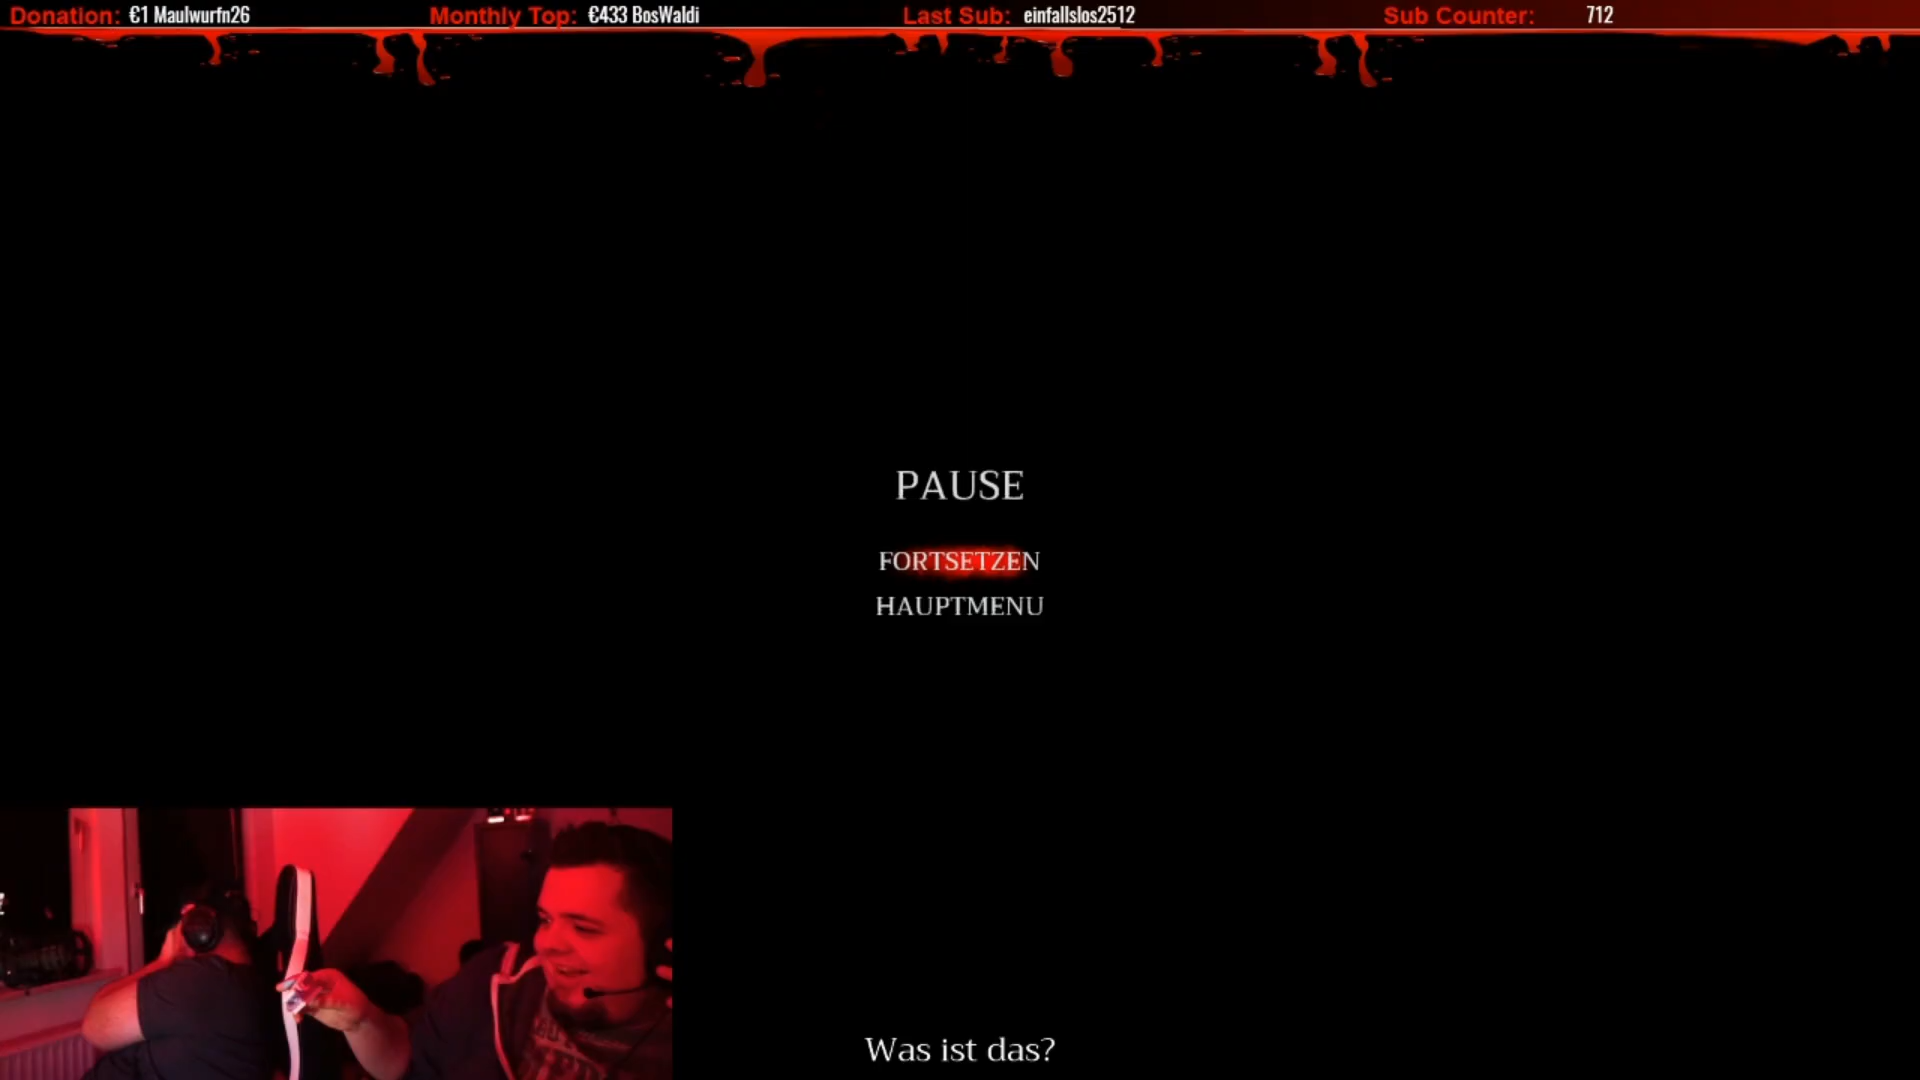 Donation: €1 Maulwurfn26 Monthly Top: €433 BosWaldi Last Sub: einfallslos2512 Sub Counter: 712
PAUSE
FORTSETZEN
HAUPTMENU
Was ist das?